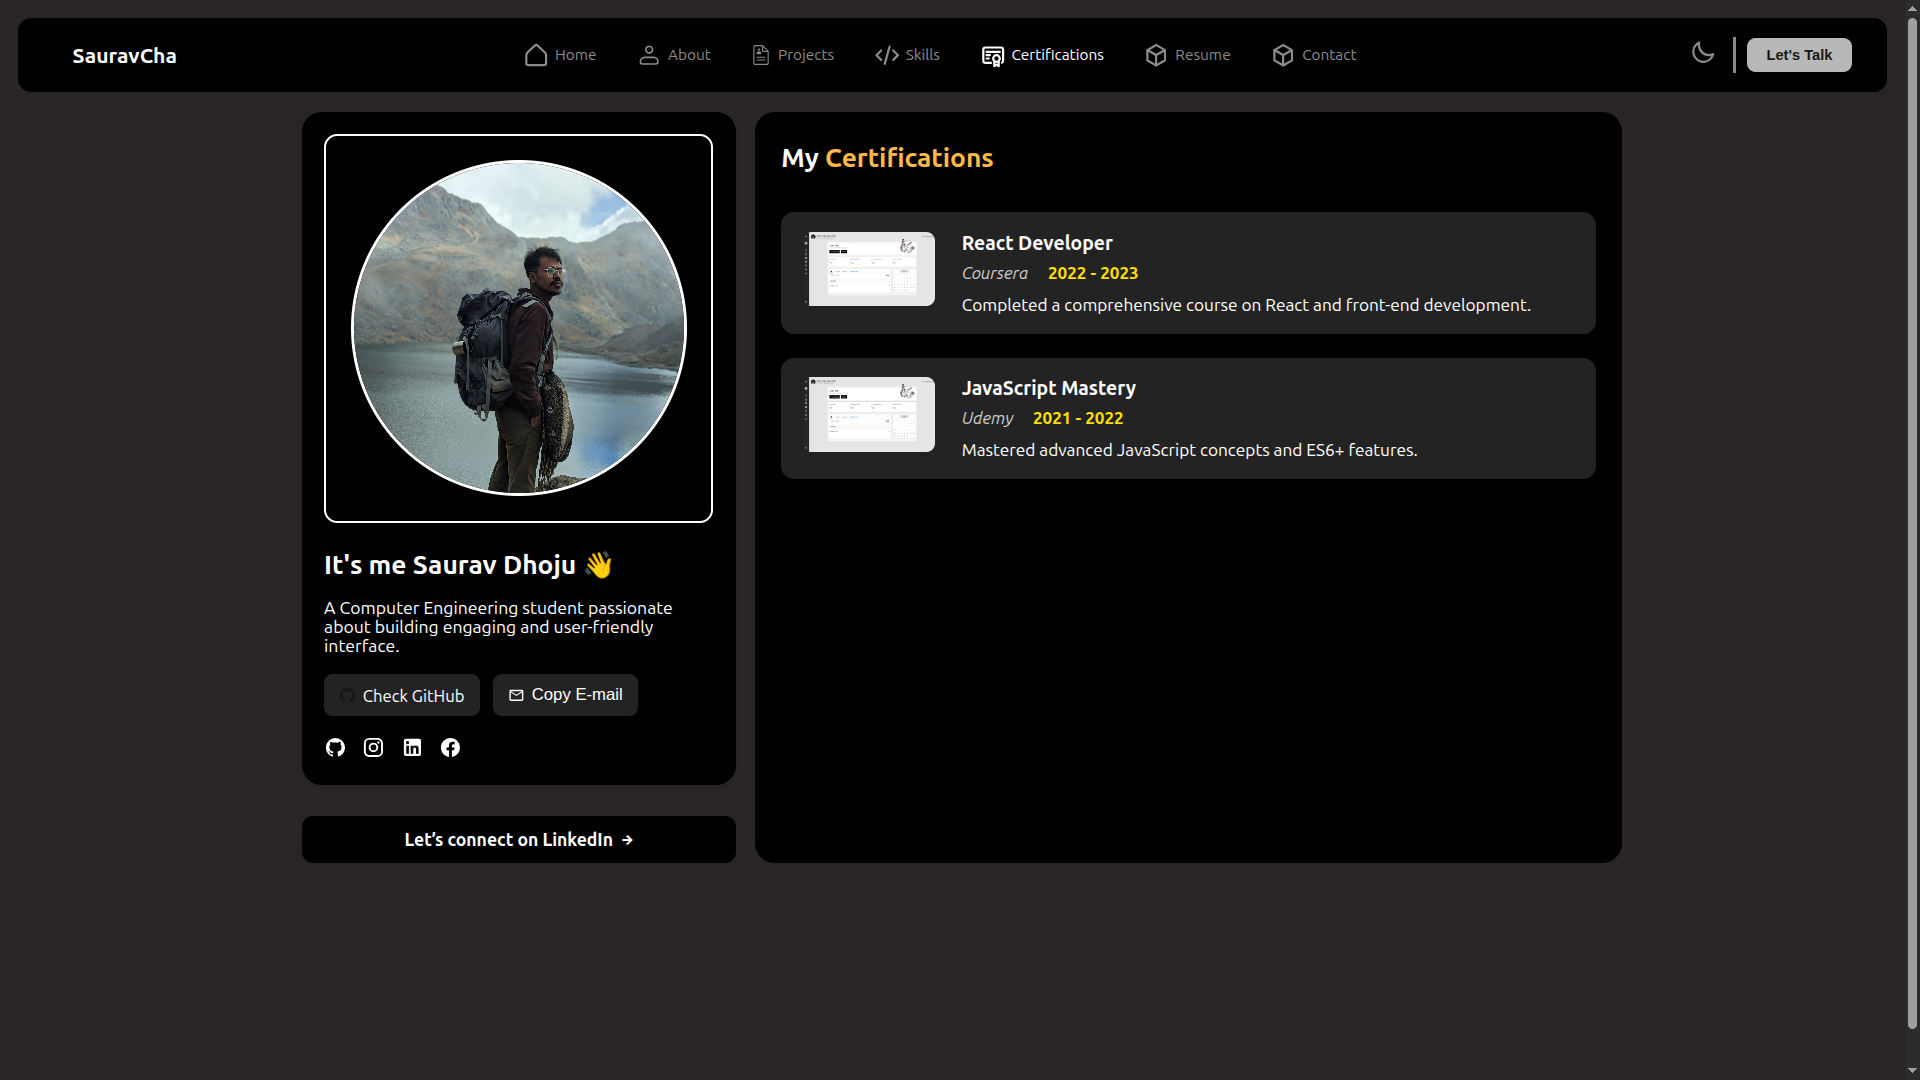 SauravCha
Home
About
Projects
Skills
Certifications
Resume
Contact
Let's Talk
It's me Saurav Dhoju 👋
A Computer Engineering student passionate
about building engaging and user-friendly
interface.
Check GitHub
Copy E-mail
Let's connect on LinkedIn →
My Certifications
React Developer
Coursera 2022 - 2023
Completed a comprehensive course on React and front-end development.
JavaScript Mastery
Udemy 2021 - 2022
Mastered advanced JavaScript concepts and ES6+ features.